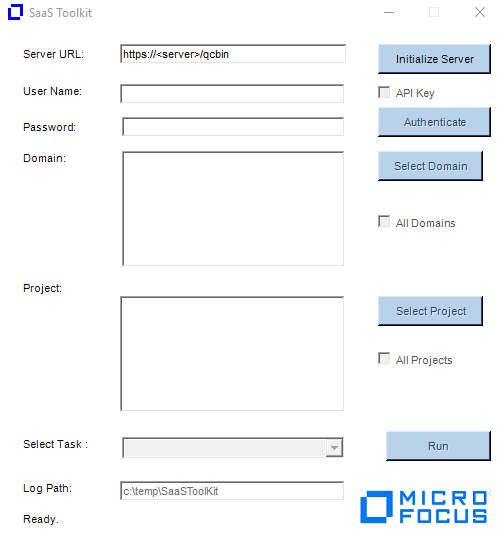 SaaS Toolkit
Server URL: https://<server>/qcbin Initialize Server
User Name: API Key
Password: Authenticate
Domain: Select Domain
All Domains
Project:
Select Project
All Projects
Select Task : Run
Log Path: c:\temp\SaaSToolKit
MICRO
FOCUS
Ready.